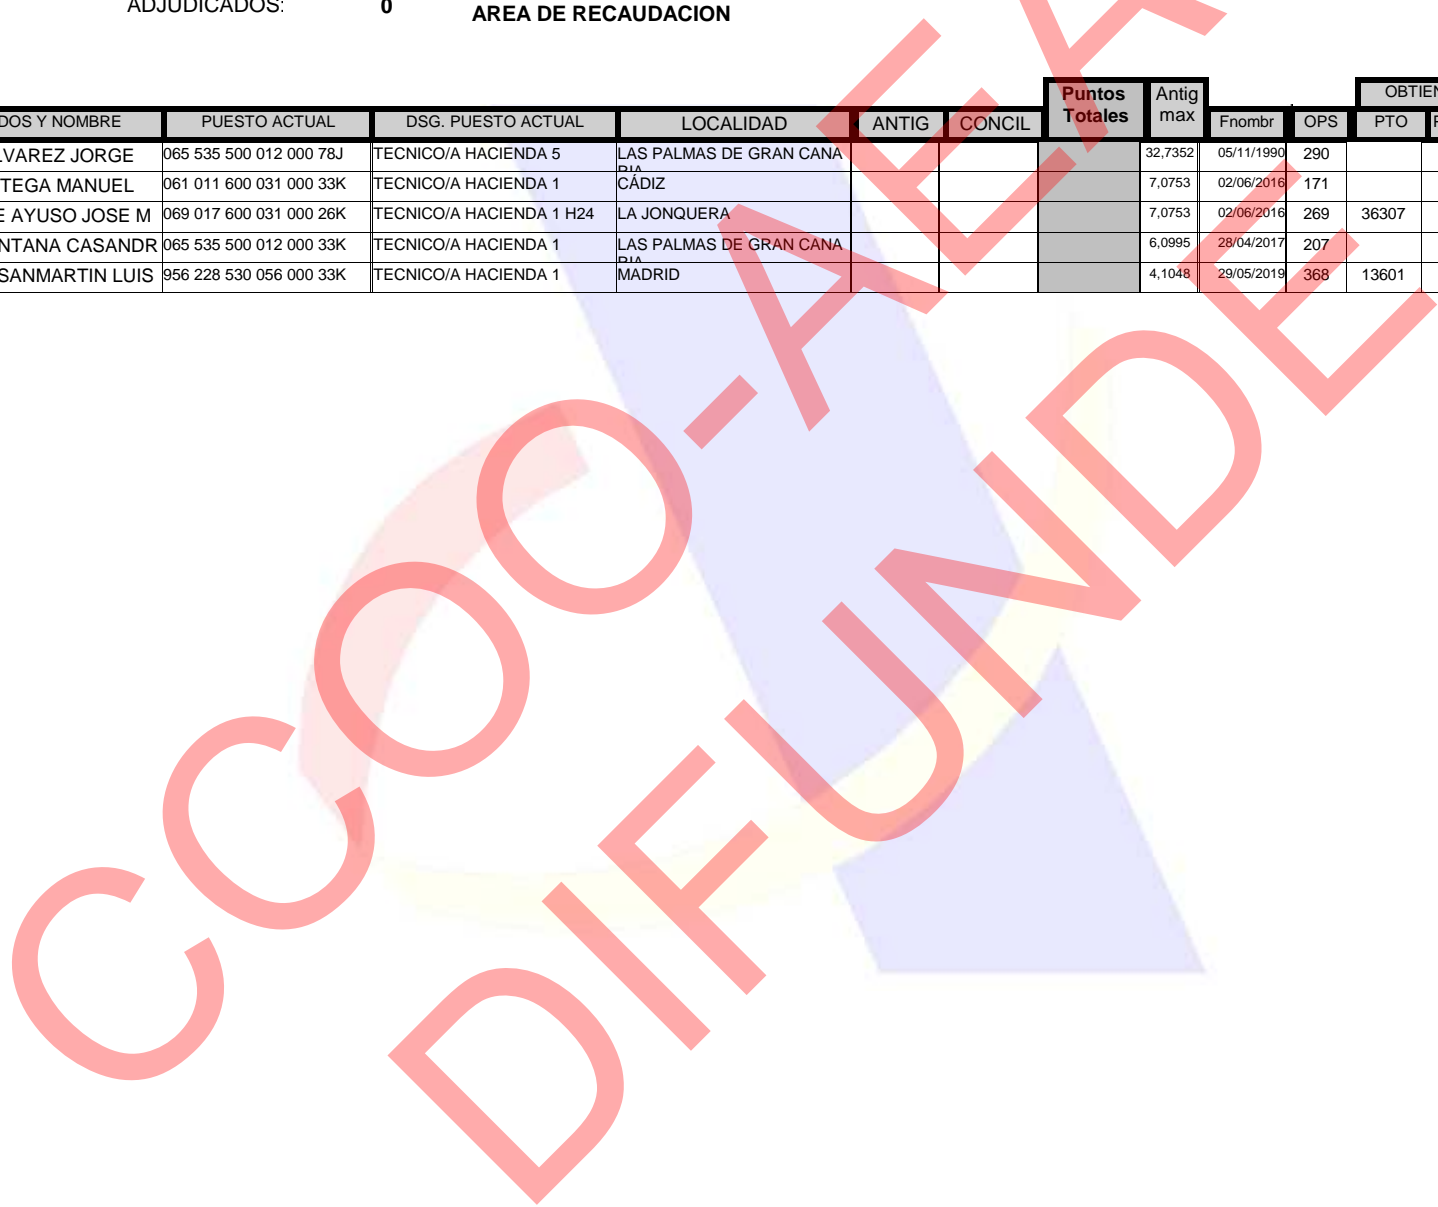 ADJUDICADOS: 0 AREA DE RECAUDACION
Puntos Totales Antig max OBTIEN
DOS Y NOMBRE PUESTO ACTUAL DSG. PUESTO ACTUAL LOCALIDAD ANTIG CONCIL Fnombr OPS PTO
LVAREZ JORGE 065 535 500 012 000 78J TECNICO/A HACIENDA 5 LAS PALMAS DE GRAN CANA 32,7352 05/11/1990 290
RIA
TEGA MANUEL 061 011 600 031 000 33K TECNICO/A HACIENDA 1 CÁDIZ 7,0753 02/06/2016 171
E AYUSO JOSE M 069 017 600 031 000 26K TECNICO/A HACIENDA 1 H24 LA JONQUERA 7,0753 02/06/2016 269 36307
NTANA CASANDR 065 535 500 012 000 33K TECNICO/A HACIENDA 1 LAS PALMAS DE GRAN CANA 6,0995 28/04/2017 207
RIA
SANMARTIN LUIS 956 228 530 056 000 33K TECNICO/A HACIENDA 1 MADRID 4,1048 29/05/2019 368 13601
CCOO-AEA
DIFUNDE